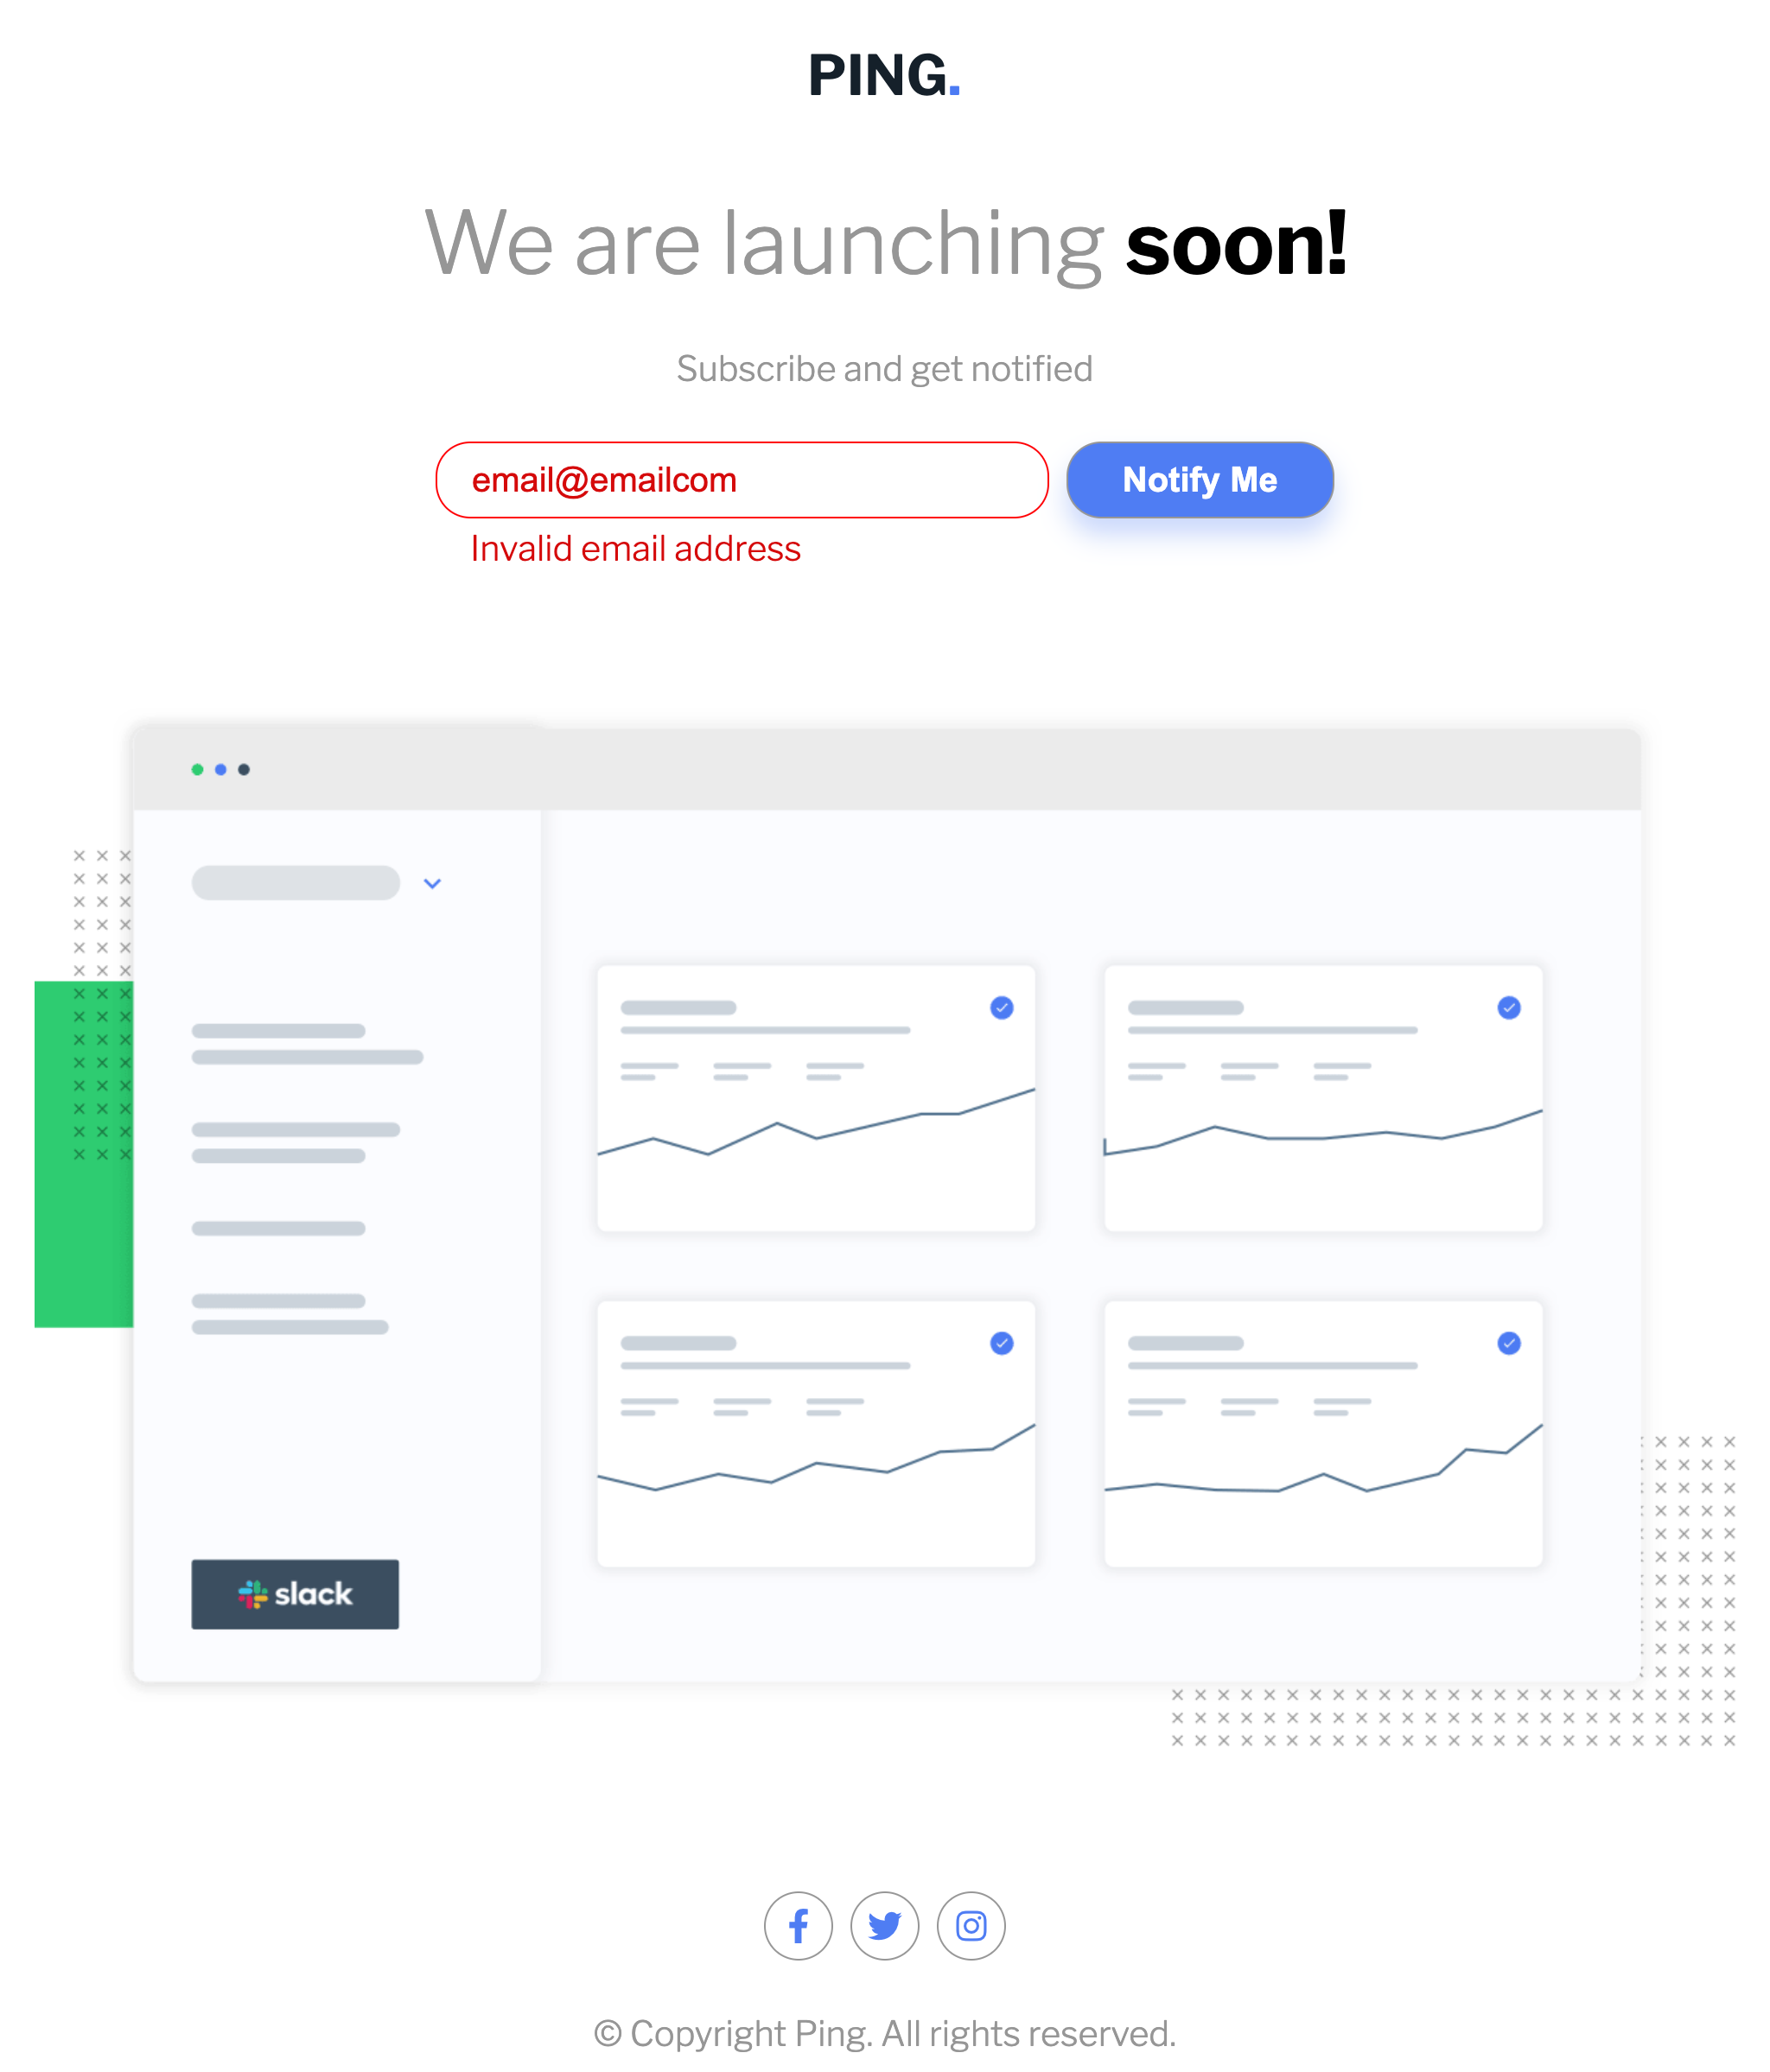 PING.
We are launching soon!
Subscribe and get notified
email@emailcom
Notify Me
Invalid email address
slack
© Copyright Ping. All rights reserved.